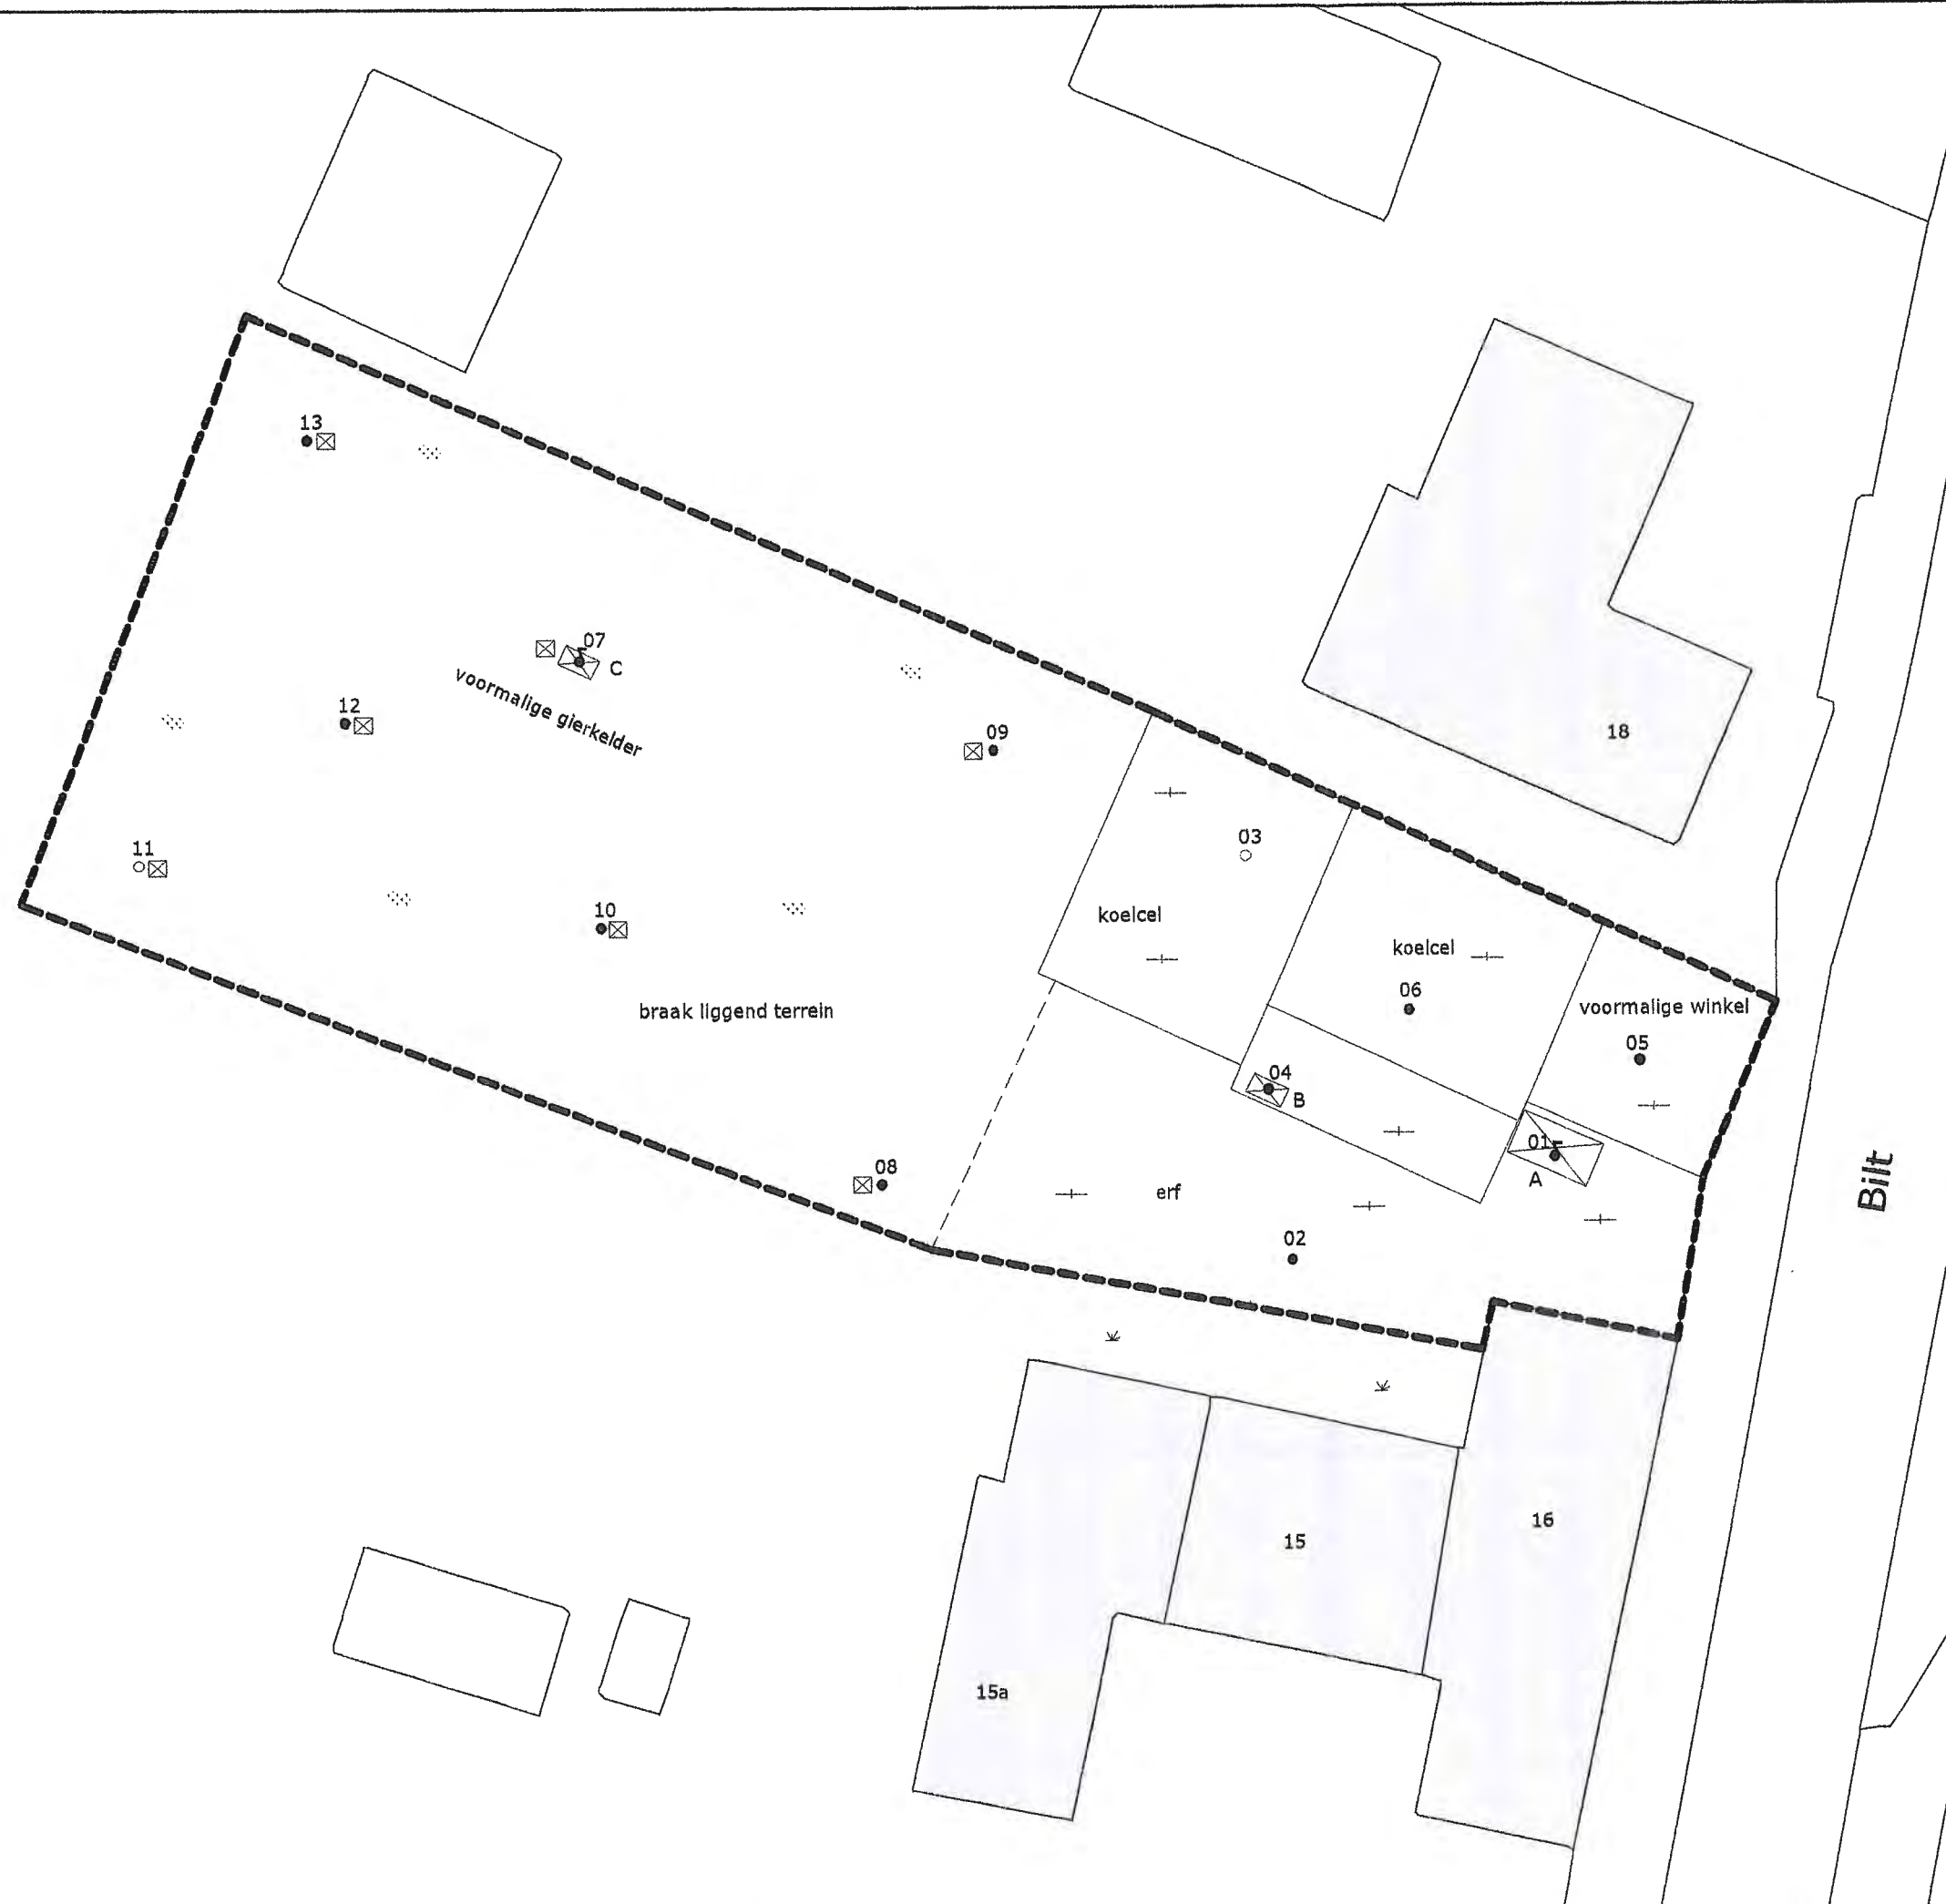 13
07
C
voormalige gierkelder
12
09
18
03
11
10
koelcel
koelcel
06
voormalige winkel
braak liggend terrein
05
04
B
01
A
08
erf
Bilt
02
16
15
15a